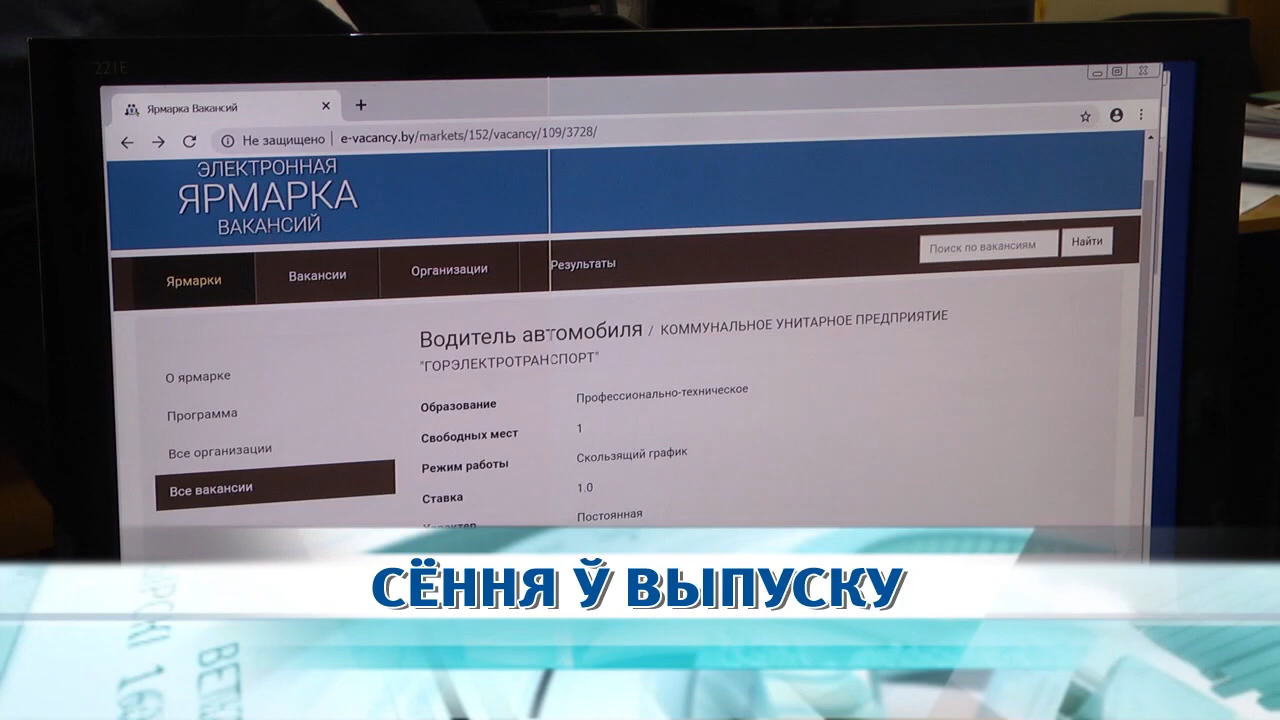 221E
Ярмарка Вакансий
Не защищено e-vacancy.by/markets/152/vacancy/109/3728/
ЭЛЕКТРОННАЯ
ЯРМАРКА
ВАКАНСИЙ
Ярмарки Вакансии Организации Результаты Поиск по вакансиям Найти
Водитель автомобиля / КОММУНАЛЬНОЕ УНИТАРНОЕ ПРЕДПРИЯТИЕ
"ГОРЭЛЕКТРОТРАНСПОРТ"
О ярмарке
Программа
Все организации
Все вакансии
Образование Профессионально-техническое
Свободных мест 1
Режим работы Скользящий график
Ставка 1.0
Характер Постоянная
СЁННЯ Ў ВЫПУСКУ